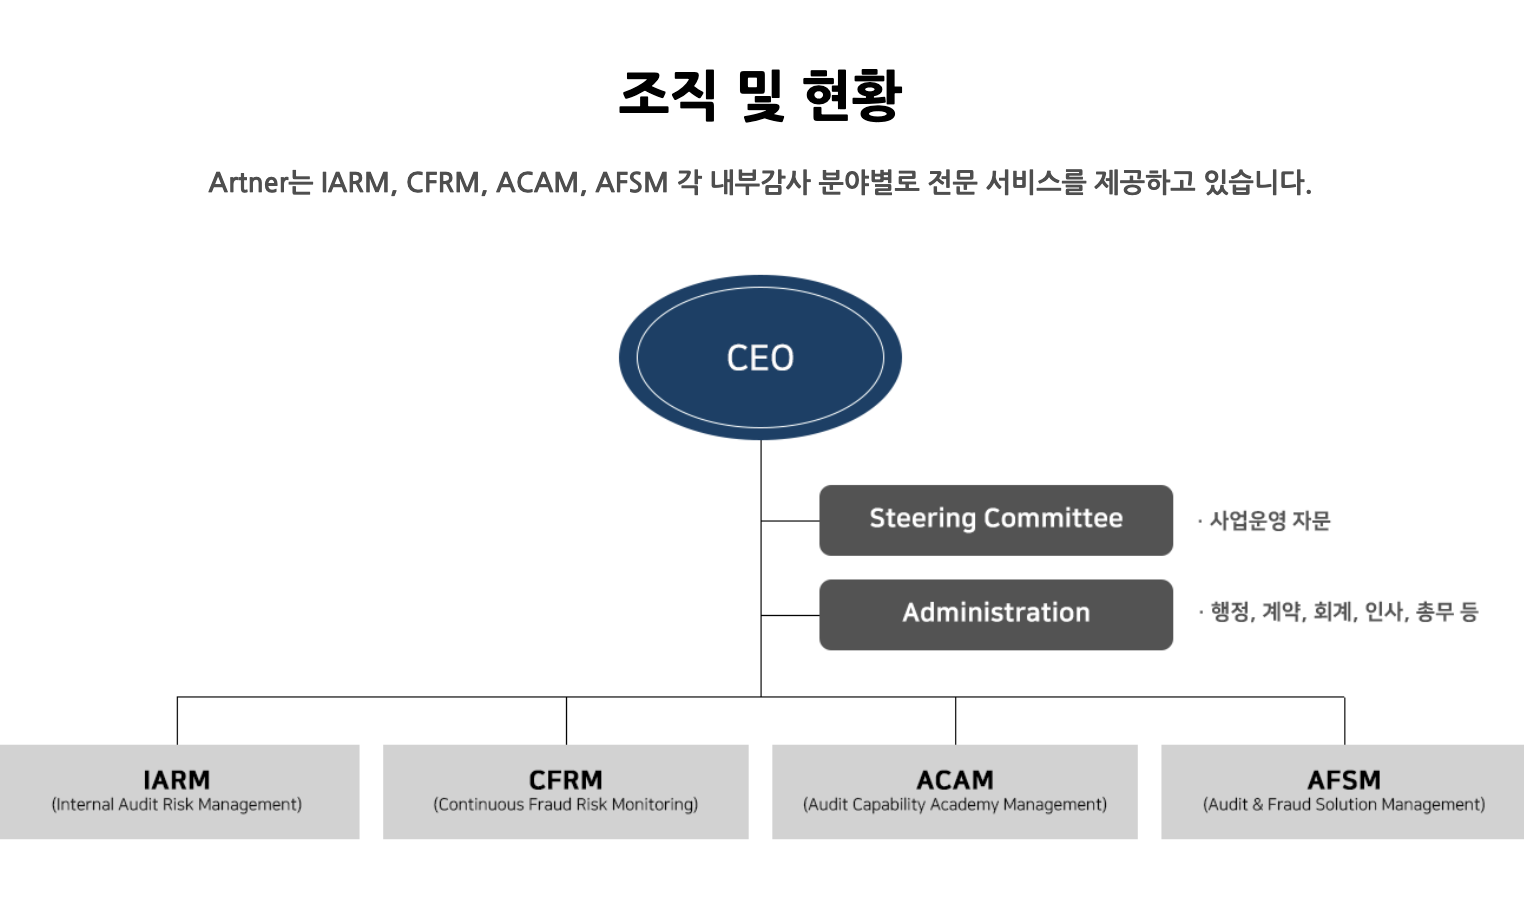 조직 및 현황
Artner는 IARM, CFRM, ACAM, AFSM 각 내부감사 분야별로 전문 서비스를 제공하고 있습니다.
CEO
Steering Committee
· 사업운영 자문
Administration
· 행정, 계약, 회계, 인사, 총무 등
IARM
(Internal Audit Risk Management)
CFRM
(Continuous Fraud Risk Monitoring)
ACAM
(Audit Capability Academy Management)
AFSM
(Audit & Fraud Solution Management)